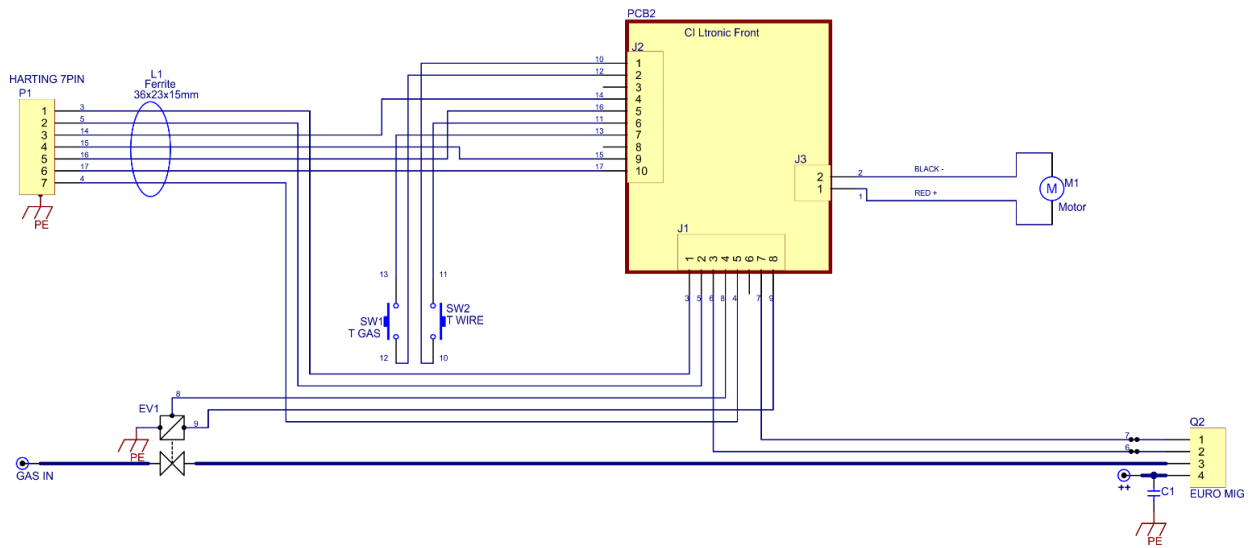 PCB2
CI Ltronic Front
J2
HARTING 7PIN
P1
L1
Ferrite
36x23x15mm
1 3
2 5
3 14
4 15
5 16
6 17
7 4
PE
10 1
12 2
3
14 4
16 5
11 6
13 7
8
15 9
17 10
J3
2 2 BLACK -
1 1 RED +
M M1
Motor
J1
1 2 3 4 5 6 7 8
3 5 6 8 4 7 9
13 11
SW1
T GAS
SW2
T WIRE
12 10
EV1
8
9
PE
GAS IN
Q2
7 1
6 2
3
4
++
C1
EURO MIG
PE